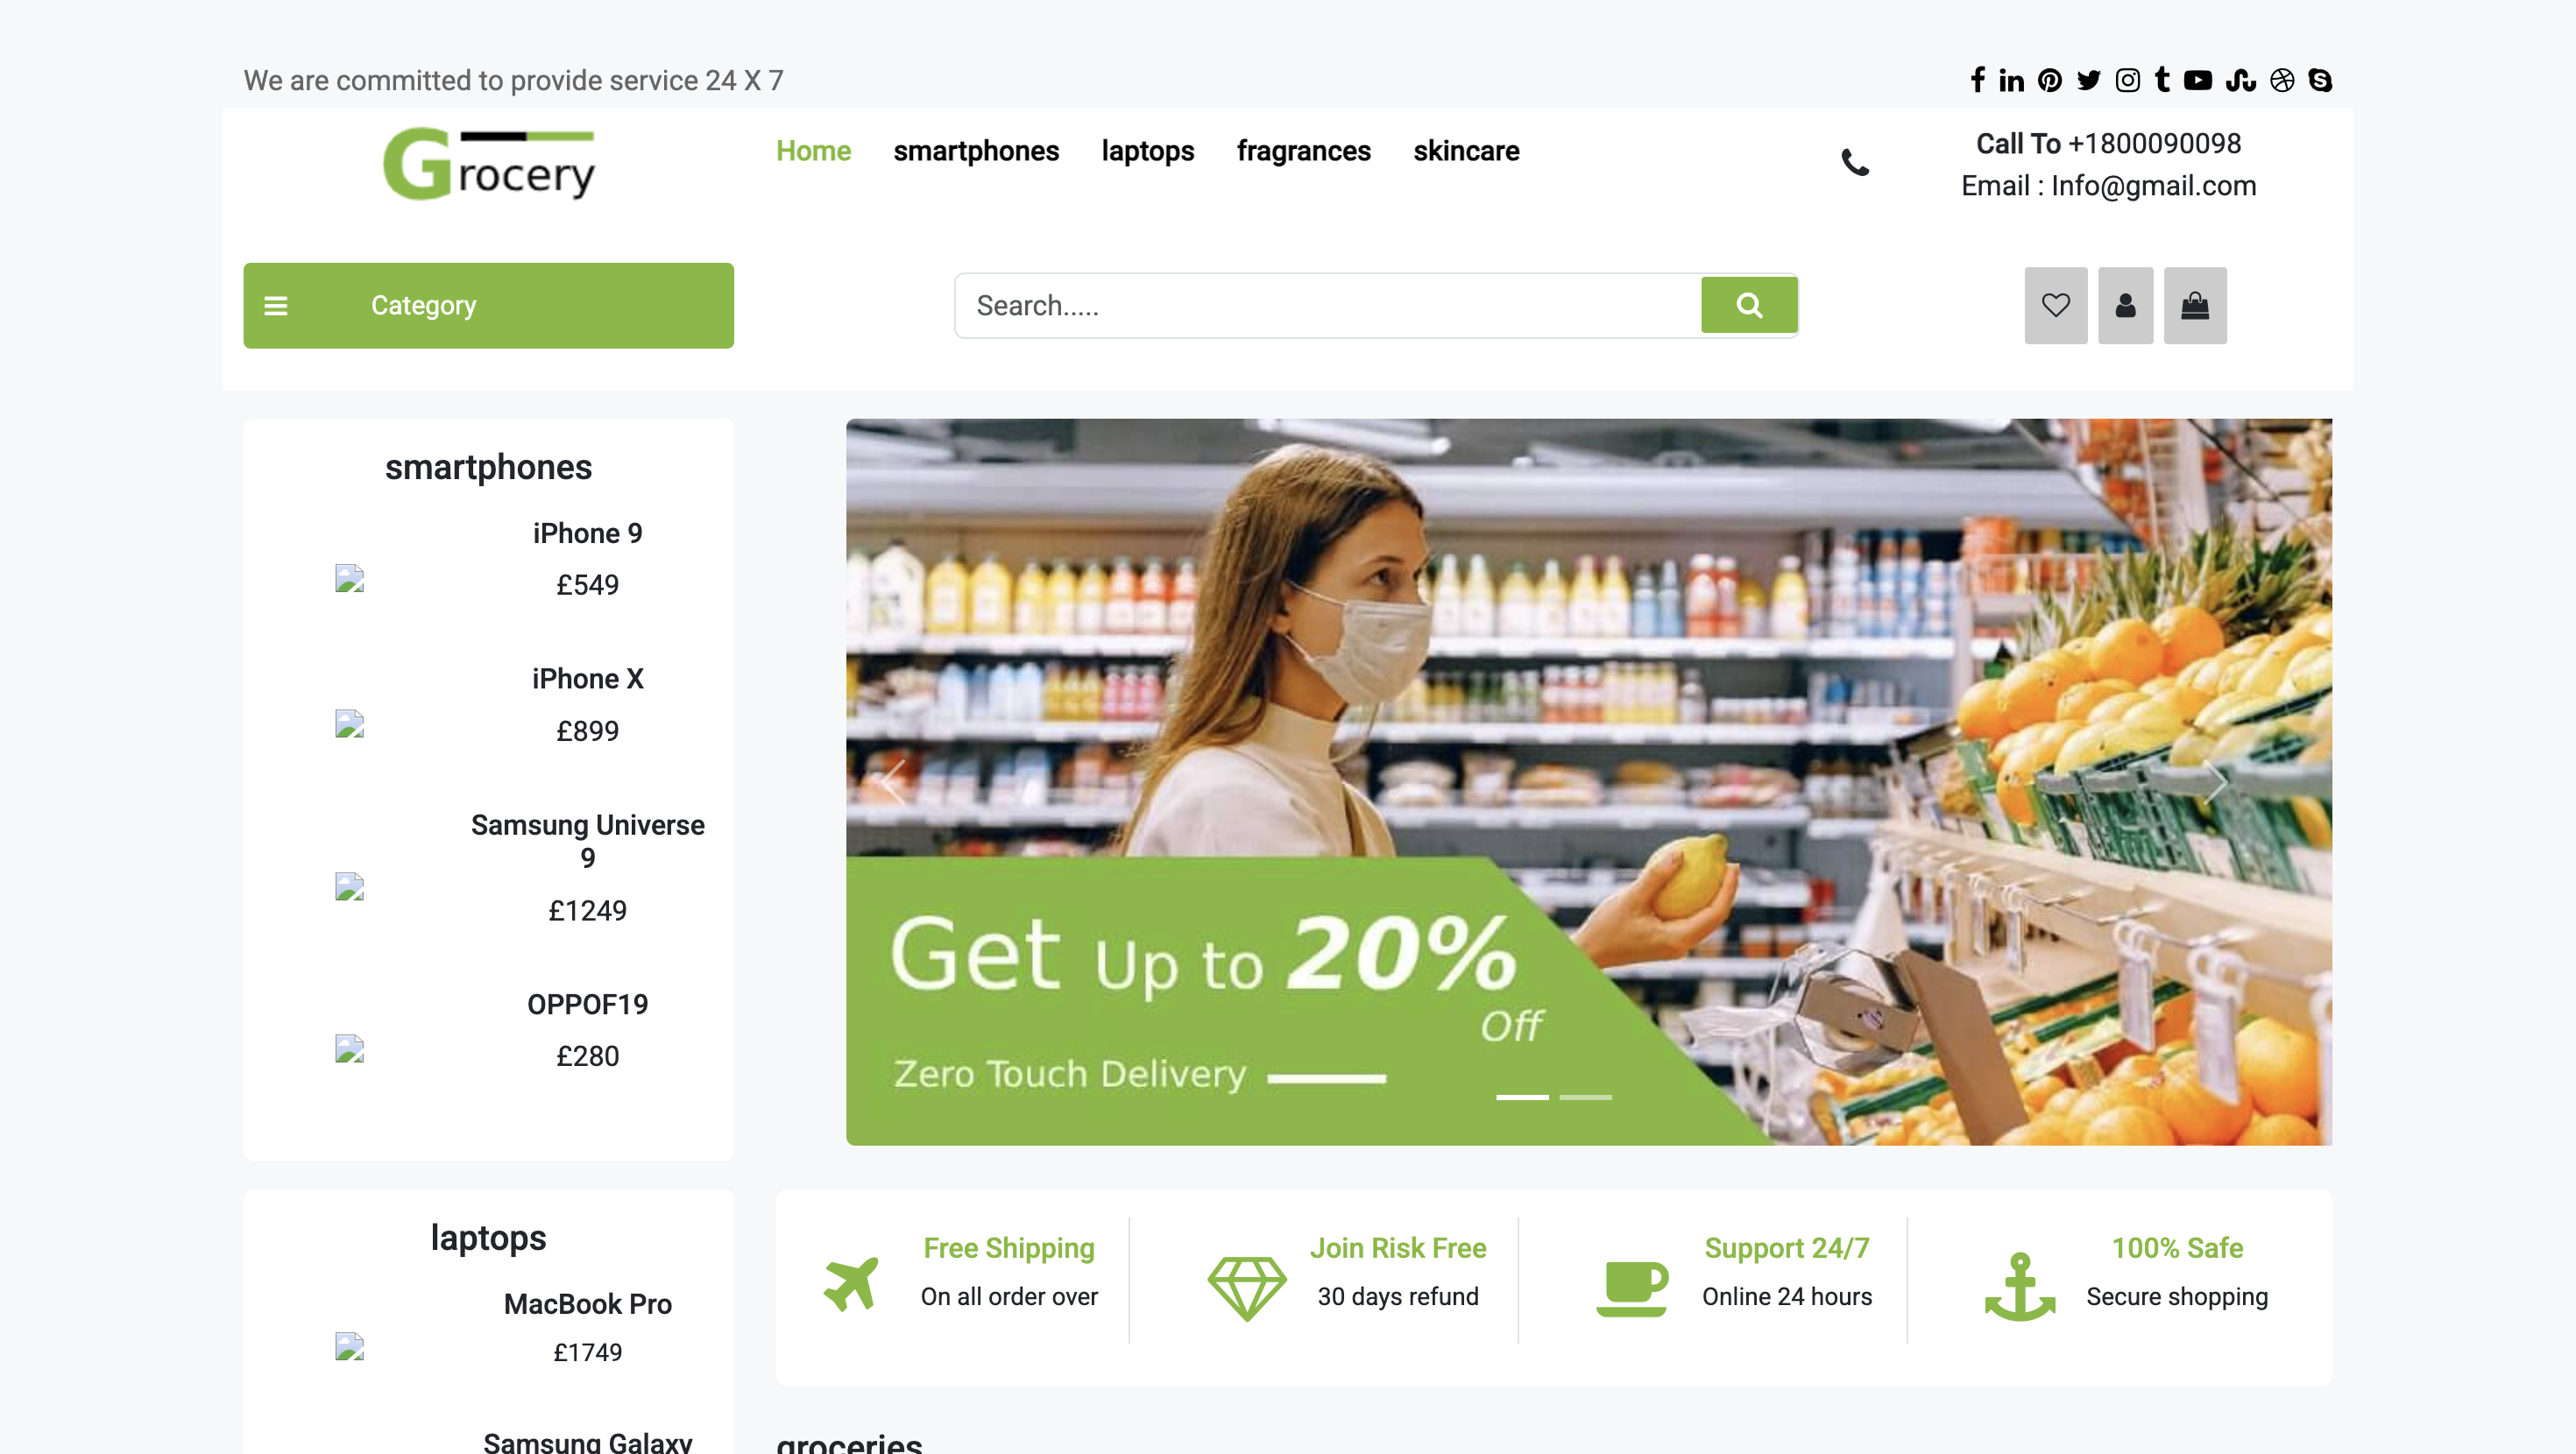 We are committed to provide service 24 X 7
Grocery
Home smartphones laptops fragrances skincare
Call To +1800090098
Email : Info@gmail.com
Category
Search.....
smartphones
iPhone 9
£549
iPhone X
£899
Samsung Universe
9
£1249
OPPOF19
£280
Get Up to 20%
Off
Zero Touch Delivery
laptops
MacBook Pro
£1749
Samsung Galaxy
Free Shipping
On all order over
Join Risk Free
30 days refund
Support 24/7
Online 24 hours
100% Safe
Secure shopping
groceries